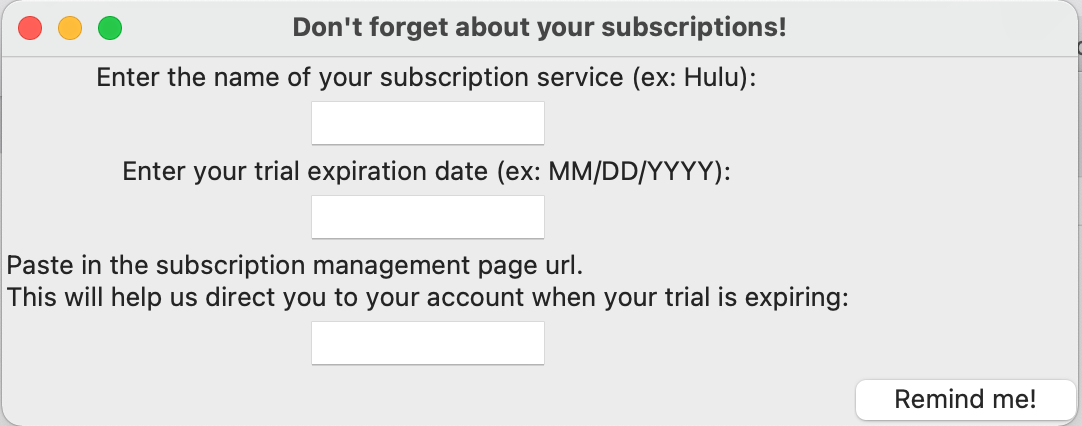 Don't forget about your subscriptions!
Enter the name of your subscription service (ex: Hulu):
Enter your trial expiration date (ex: MM/DD/YYYY):
Paste in the subscription management page url.
This will help us direct you to your account when your trial is expiring:
Remind me!